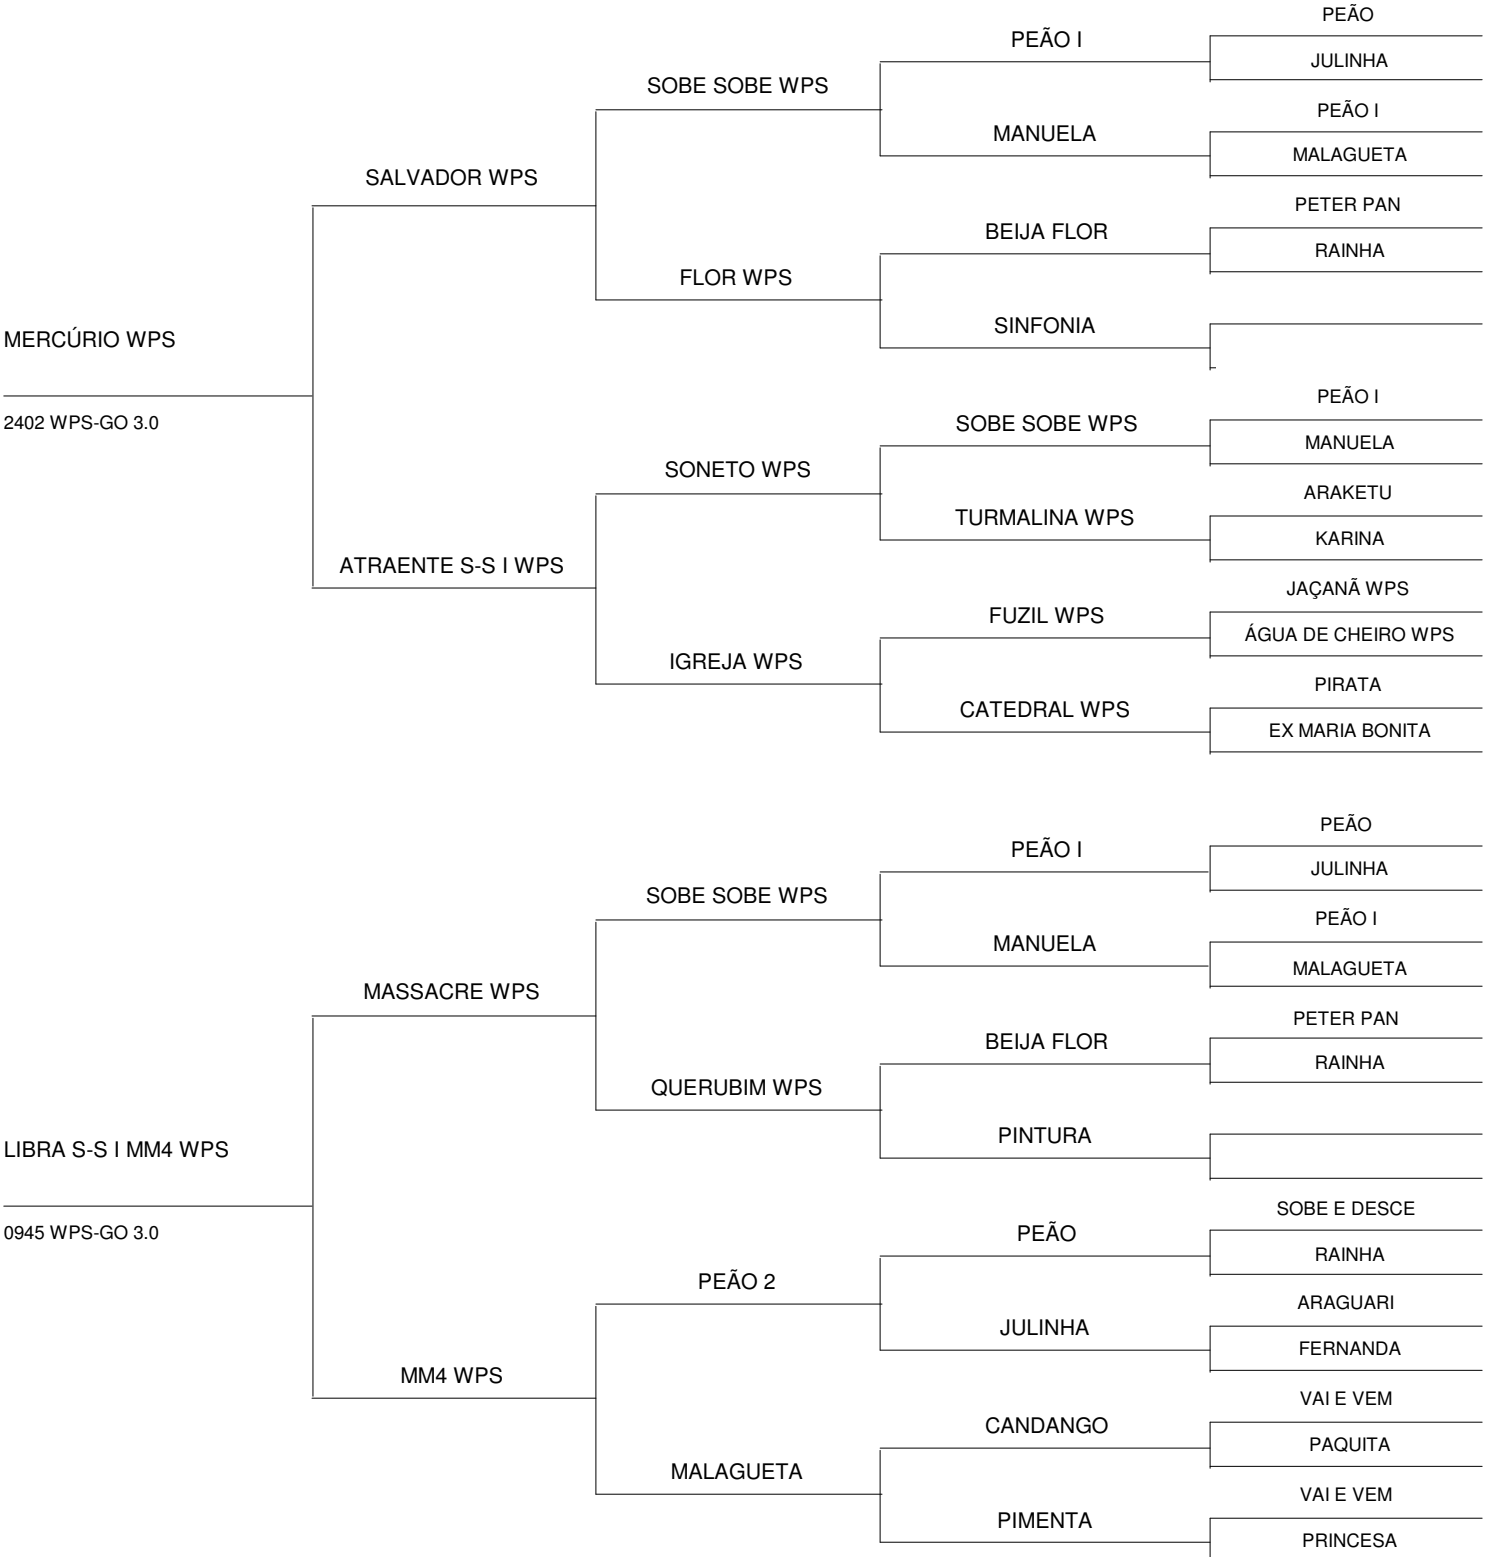 PEÃO
PEÃO I
JULINHA
SOBE SOBE WPS
PEÃO I
MANUELA
MALAGUETA
SALVADOR WPS
PETER PAN
BEIJA FLOR
RAINHA
FLOR WPS
SINFONIA
MERCÚRIO WPS
PEÃO I
2402 WPS-GO 3.0
SOBE SOBE WPS
MANUELA
SONETO WPS
ARAKETU
TURMALINA WPS
KARINA
ATRAENTE S-S I WPS
JAÇANÃ WPS
FUZIL WPS
ÁGUA DE CHEIRO WPS
IGREJA WPS
PIRATA
CATEDRAL WPS
EX MARIA BONITA
PEÃO
PEÃO I
JULINHA
SOBE SOBE WPS
PEÃO I
MANUELA
MALAGUETA
MASSACRE WPS
PETER PAN
BEIJA FLOR
RAINHA
QUERUBIM WPS
PINTURA
LIBRA S-S I MM4 WPS
SOBE E DESCE
0945 WPS-GO 3.0
PEÃO
RAINHA
PEÃO 2
ARAGUARI
JULINHA
FERNANDA
MM4 WPS
VAI E VEM
CANDANGO
PAQUITA
MALAGUETA
VAI E VEM
PIMENTA
PRINCESA